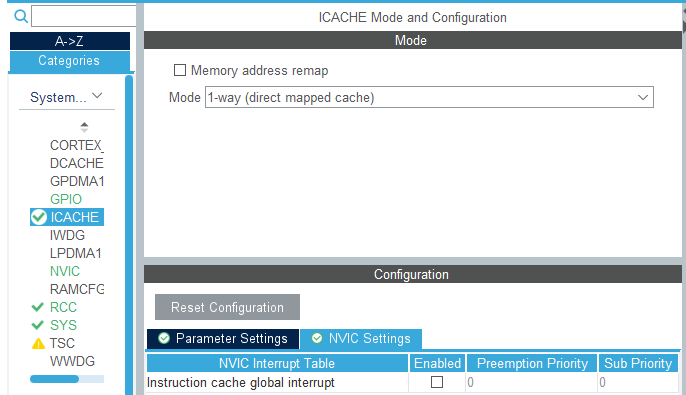 ICACHE Mode and Configuration
A->Z
Categories
System...
CORTEX_
DCACHE
GPDMA1
GPIO
ICACHE
IWDG
LPDMA1
NVIC
RAMCFG
RCC
SYS
TSC
WWDG
Mode
Memory address remap
Mode 1-way (direct mapped cache)
Configuration
Reset Configuration
Parameter Settings NVIC Settings
NVIC Interrupt Table Enabled Preemption Priority Sub Priority
Instruction cache global interrupt 0 0